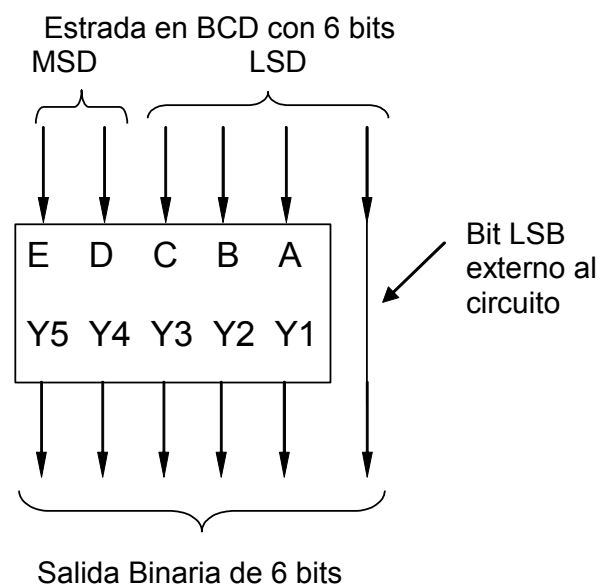 Estrada en BCD con 6 bits
MSD LSD
E D C B A
Y5 Y4 Y3 Y2 Y1
Bit LSB
externo al
circuito
Salida Binaria de 6 bits